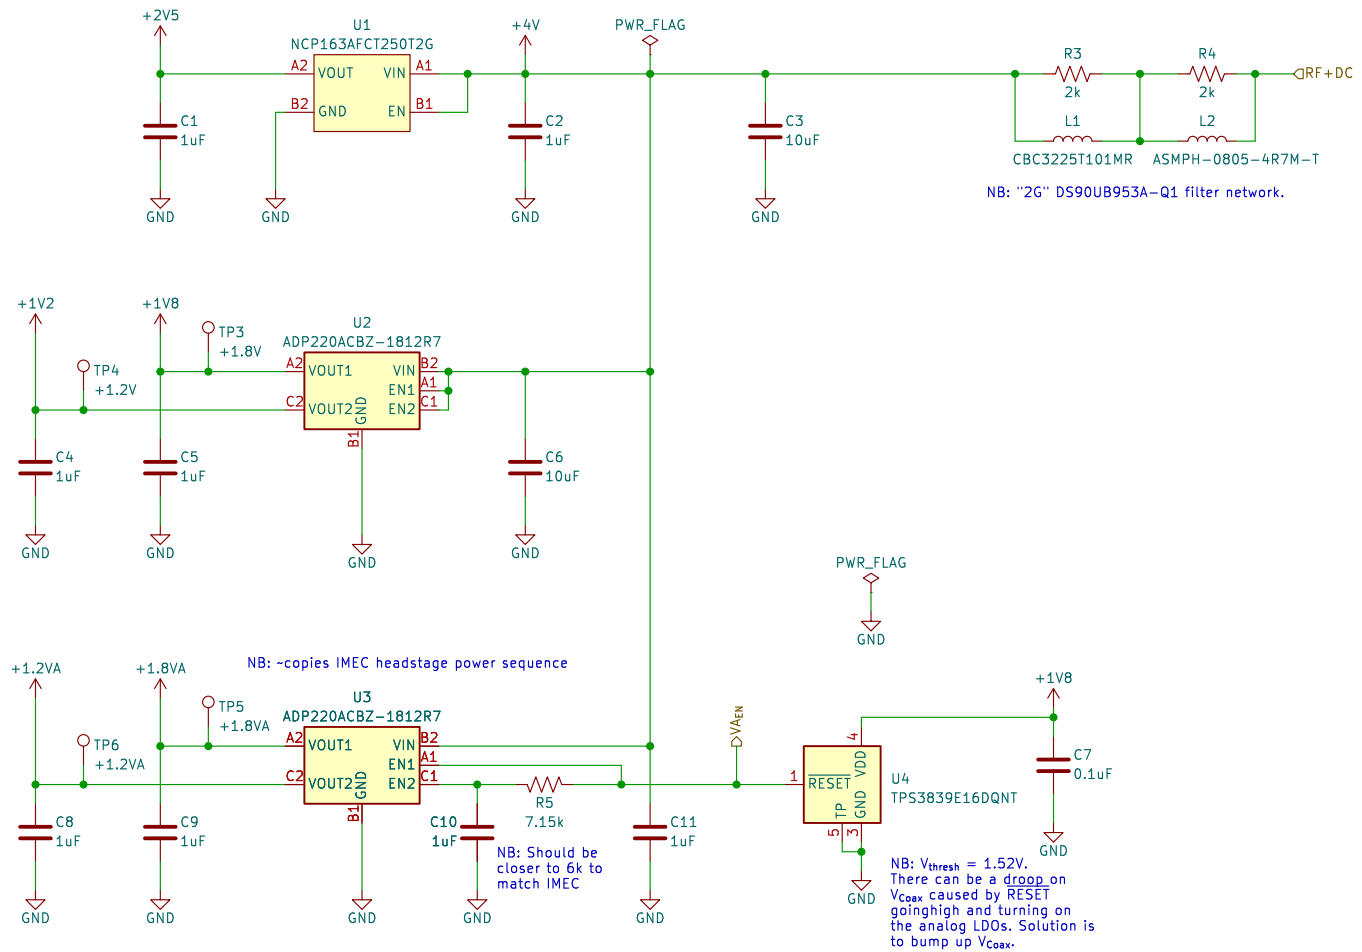 +2V5
U1
NCP163AFCT250T2G
A2 VOUT VIN A1
B2 GND EN B1
+4V
PWR_FLAG
C1
1uF
C2
1uF
C3
10uF
R3
2k
R4
2k
RF+DC
L1
CBC3225T101MR
L2
ASMPH-0805-4R7M-T
GND
GND
GND
GND
NB: "2G" DS90UB953A-Q1 filter network.
+1V2
+1V8
TP3
+1.8V
TP4
+1.2V
U2
ADP220ACBZ-1812R7
A2 VOUT1 VIN B2
EN1 A1
C2 VOUT2 GND EN2 C1
B1
C4
1uF
C5
1uF
C6
10uF
GND
GND
GND
GND
PWR_FLAG
GND
NB: ~copies IMEC headstage power sequence
+1.2VA
+1.8VA
TP5
+1.8VA
TP6
+1.2VA
U3
ADP220ACBZ-1812R7
A2 VOUT1 VIN B2
EN1 A1
C2 VOUT2 GND EN2 C1
B1
C8
1uF
C9
1uF
C10
1uF
R5
7.15k
C11
1uF
NB: Should be
closer to 6k to
match IMEC
GND
GND
GND
GND
GND
VAEN
1 RESET
4 VDD
TP 5
GND 3
U4
TPS3839E16DQNT
+1V8
C7
0.1uF
GND
GND
NB: Vthresh = 1.52V.
There can be a droop on
VCoax caused by RESET
goinghigh and turning on
the analog LDOs. Solution is
to bump up VCoax.